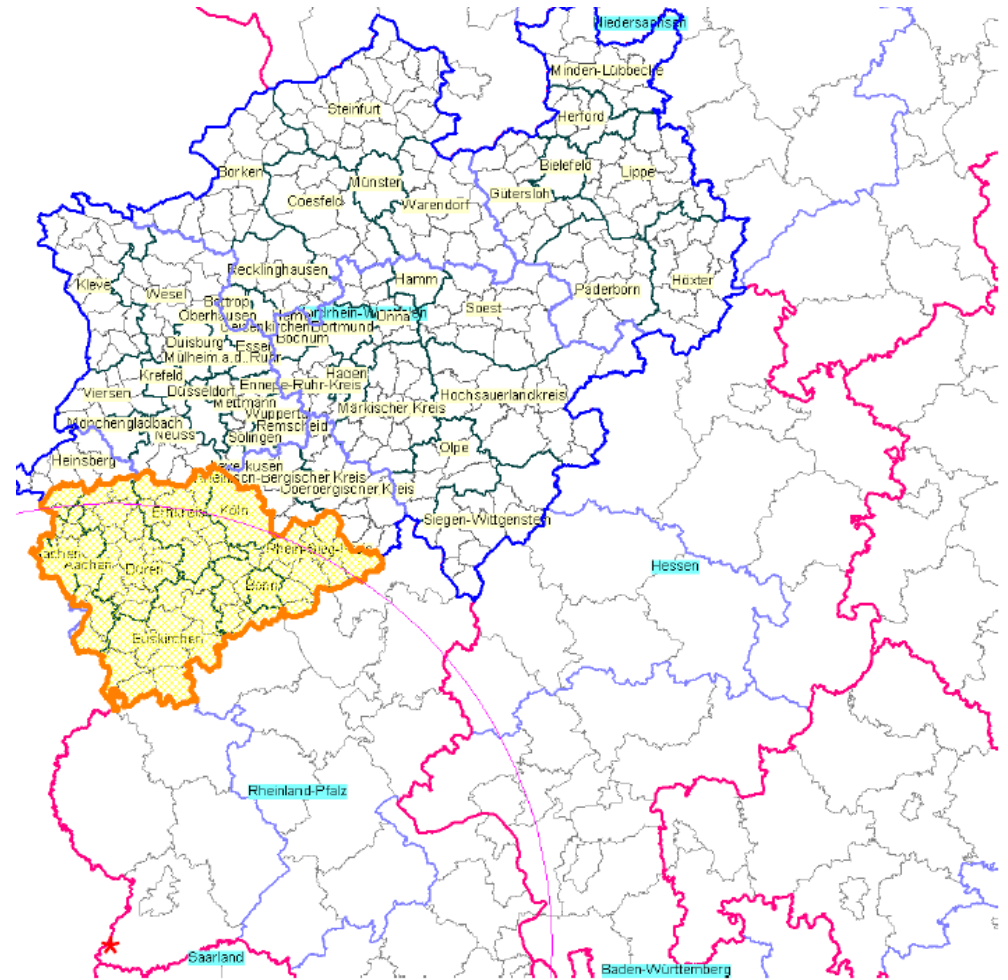 Niedersachsen
Minden-Lübbecke
Steinfurt
Herford
Borken
Bielefeld
Lippe
Münster
Coesfeld
Warendorf
Gütersloh
Recklinghausen
Hamm
Kleve
Wesel
Paderborn
Höxter
Bottrop
Soest
Oberhausen
Unna
Dortmund
Bochum
Duisburg
Essen
Mülheim a.d. Ruhr
Krefeld
Hagen
Ennepe-Ruhr-Kreis
Viersen
Düsseldorf
Hochsauerlandkreis
Mettmann
Märkischer Kreis
Wuppertal
Mönchengladbach
Remscheid
Neuss
Solingen
Olpe
Heinsberg
Oberbergischer Kreis
Köln
Siegen-Wittgenstein
Aachen
Düren
Hessen
Bonn
Euskirchen
Rheinland-Pfalz
Saarland
Baden-Württemberg